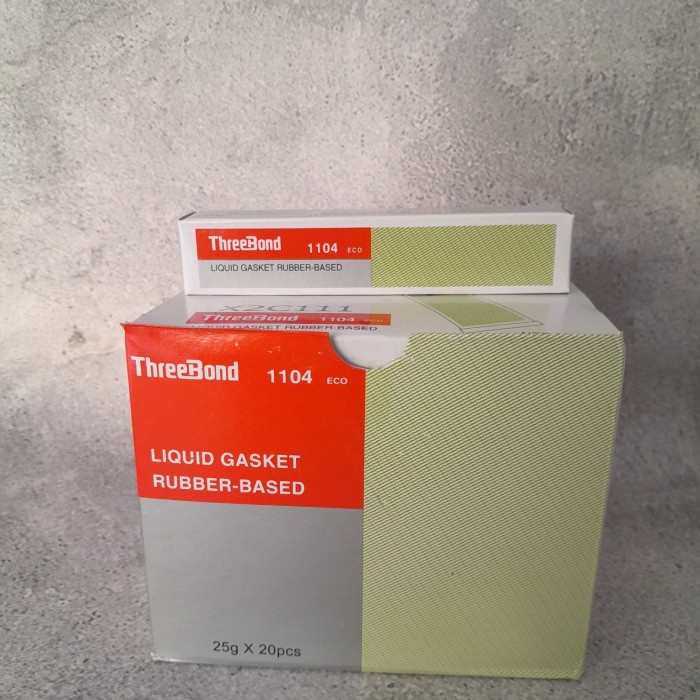 ThreeBond 1104 ECO
LIQUID GASKET RUBBER-BASED
X2C111
ThreeBond 1104 ECO
LIQUID GASKET RUBBER-BASED
ThreeBond 1104 ECO
LIQUID GASKET
RUBBER-BASED
25g X 20pcs